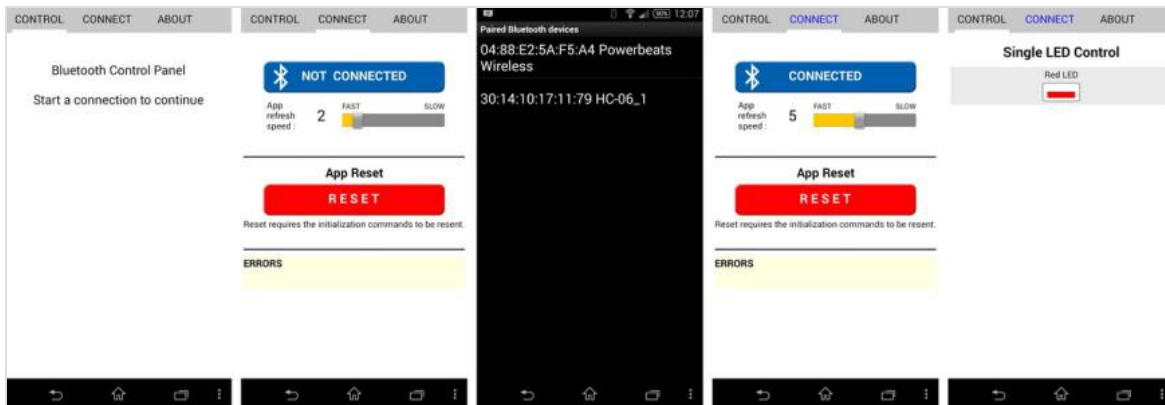 CONTROL CONNECT ABOUT
Bluetooth Control Panel
Start a connection to continue
CONTROL CONNECT ABOUT
NOT CONNECTED
App
refresh
speed :
2
FAST SLOW
App Reset
RESET
Reset requires the initialization commands to be resent.
ERRORS
90% 12:07
Paired Bluetooth devices
04:88:E2:5A:F5:A4 Powerbeats
Wireless
30:14:10:17:11:79 HC-06_1
CONTROL CONNECT ABOUT
CONNECTED
App
refresh
speed :
5
FAST SLOW
App Reset
RESET
Reset requires the initialization commands to be resent.
ERRORS
CONTROL CONNECT ABOUT
Single LED Control
Red LED